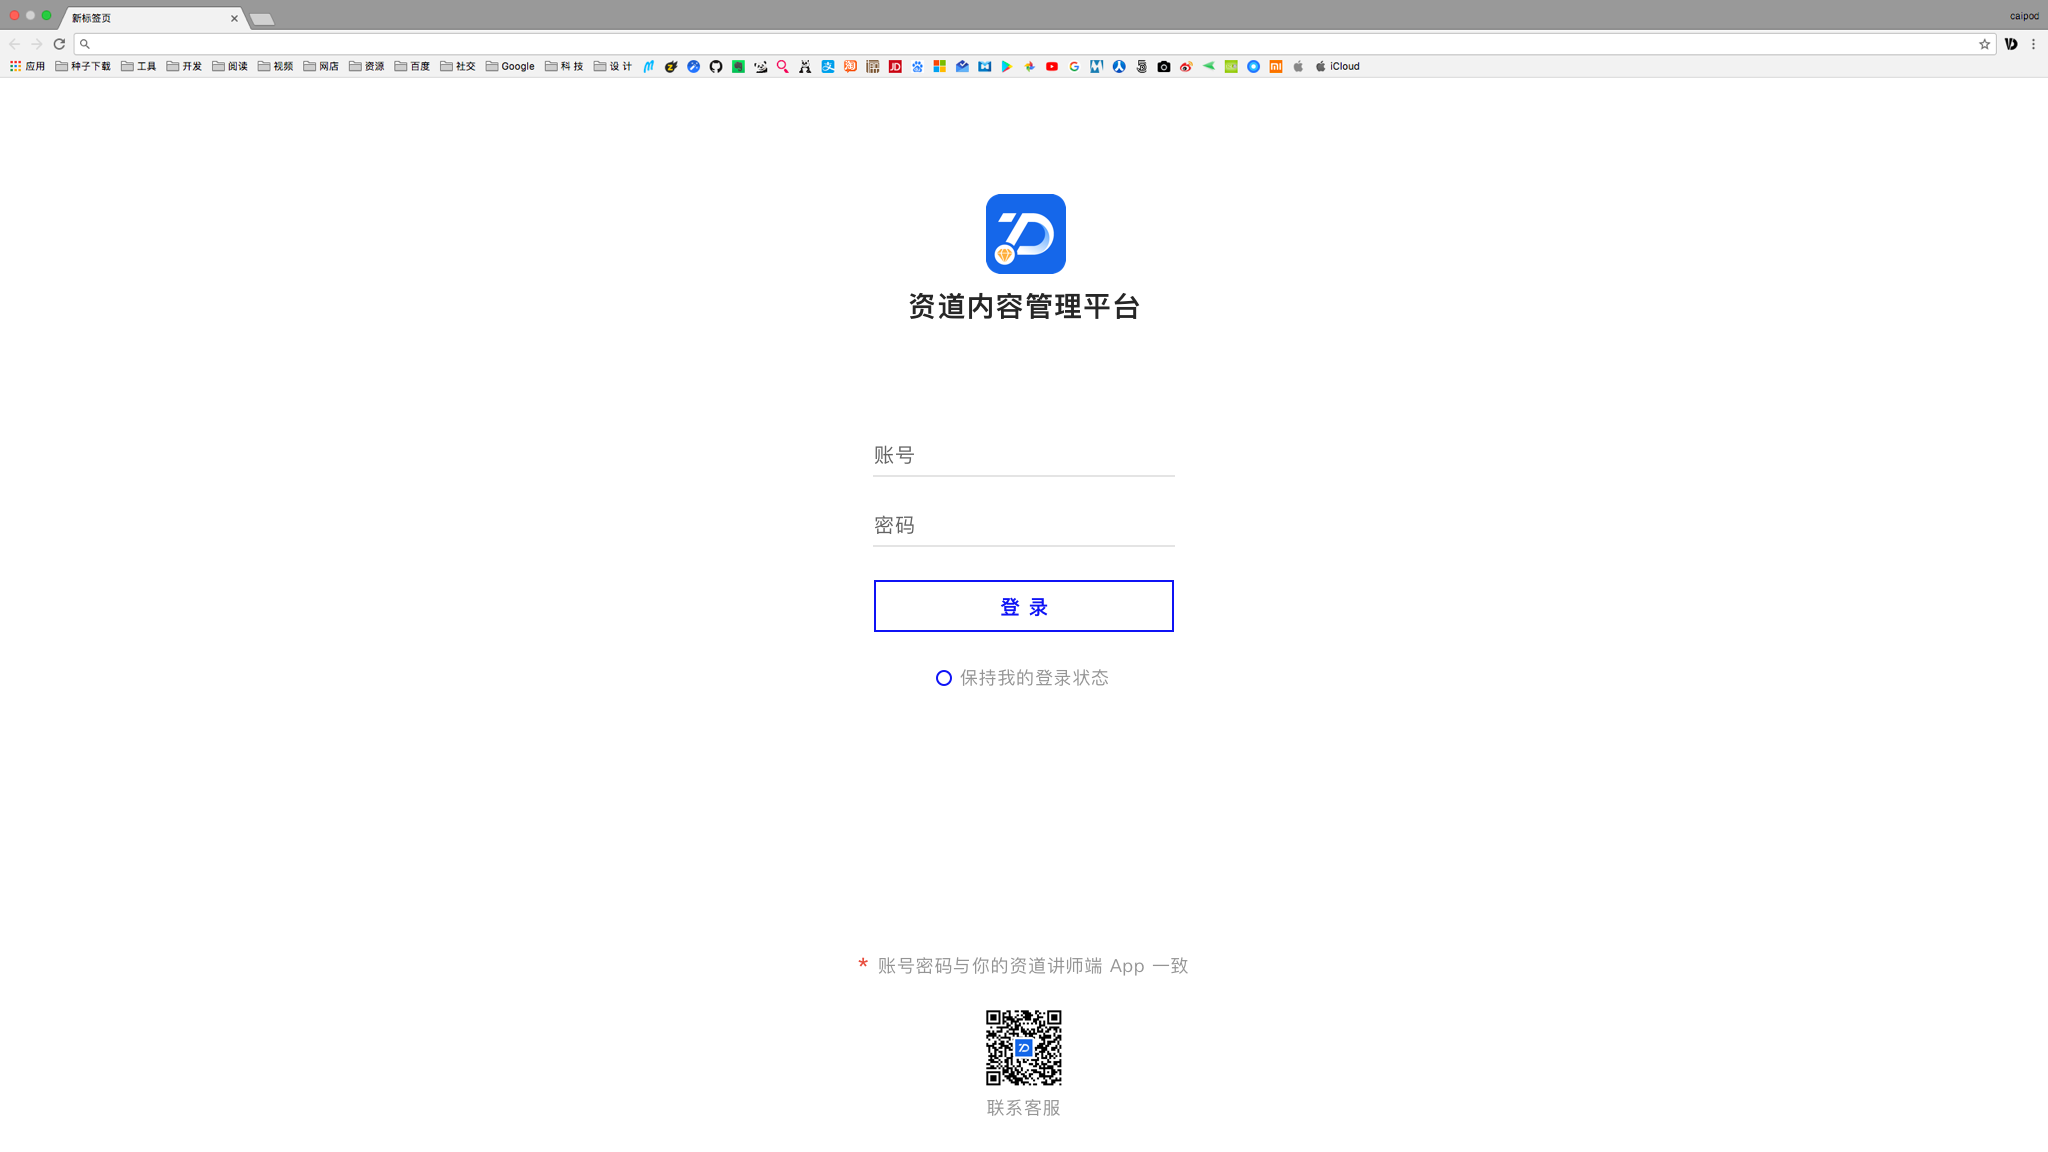 新标签页
caipod
应用 种子下载 工具 开发 阅读 视频 网店 资源 百度 社交 Google 科 技 设 计 iCloud
资道内容管理平台
账号
密码
登 录
保持我的登录状态
* 账号密码与你的资道讲师端 App 一致
联系客服